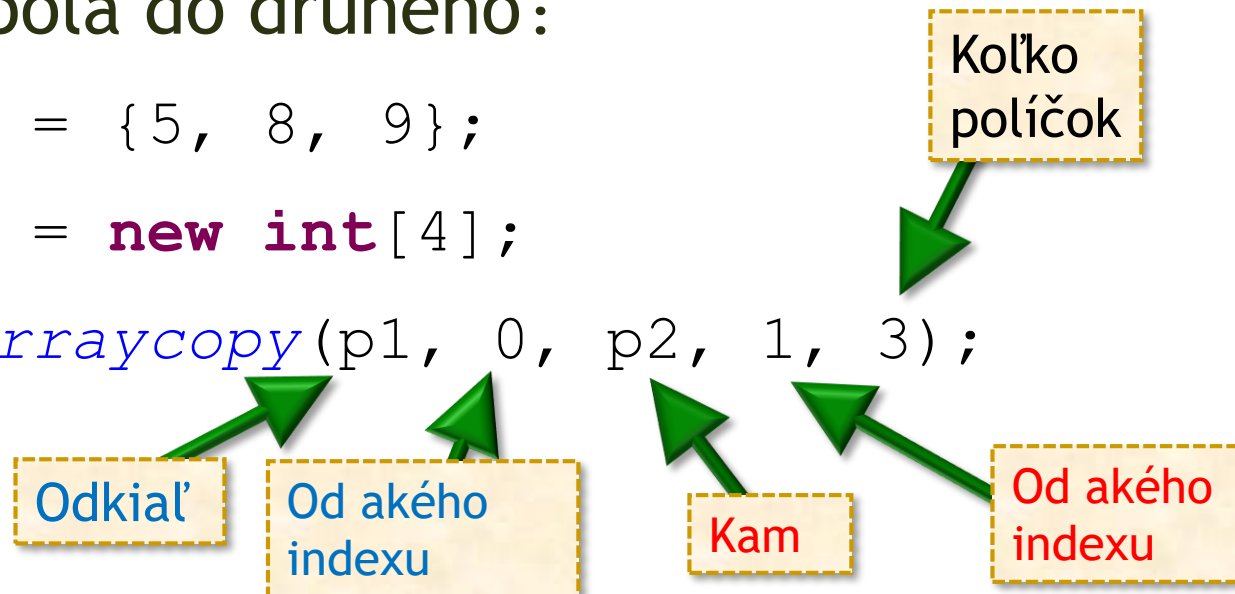 pola do druhého:
Koľko
políčok
= {5, 8, 9};
= new int[4];
rraycopy(p1, 0, p2, 1, 3);
Odkiaľ
Od akého
indexu
Kam
Od akého
indexu